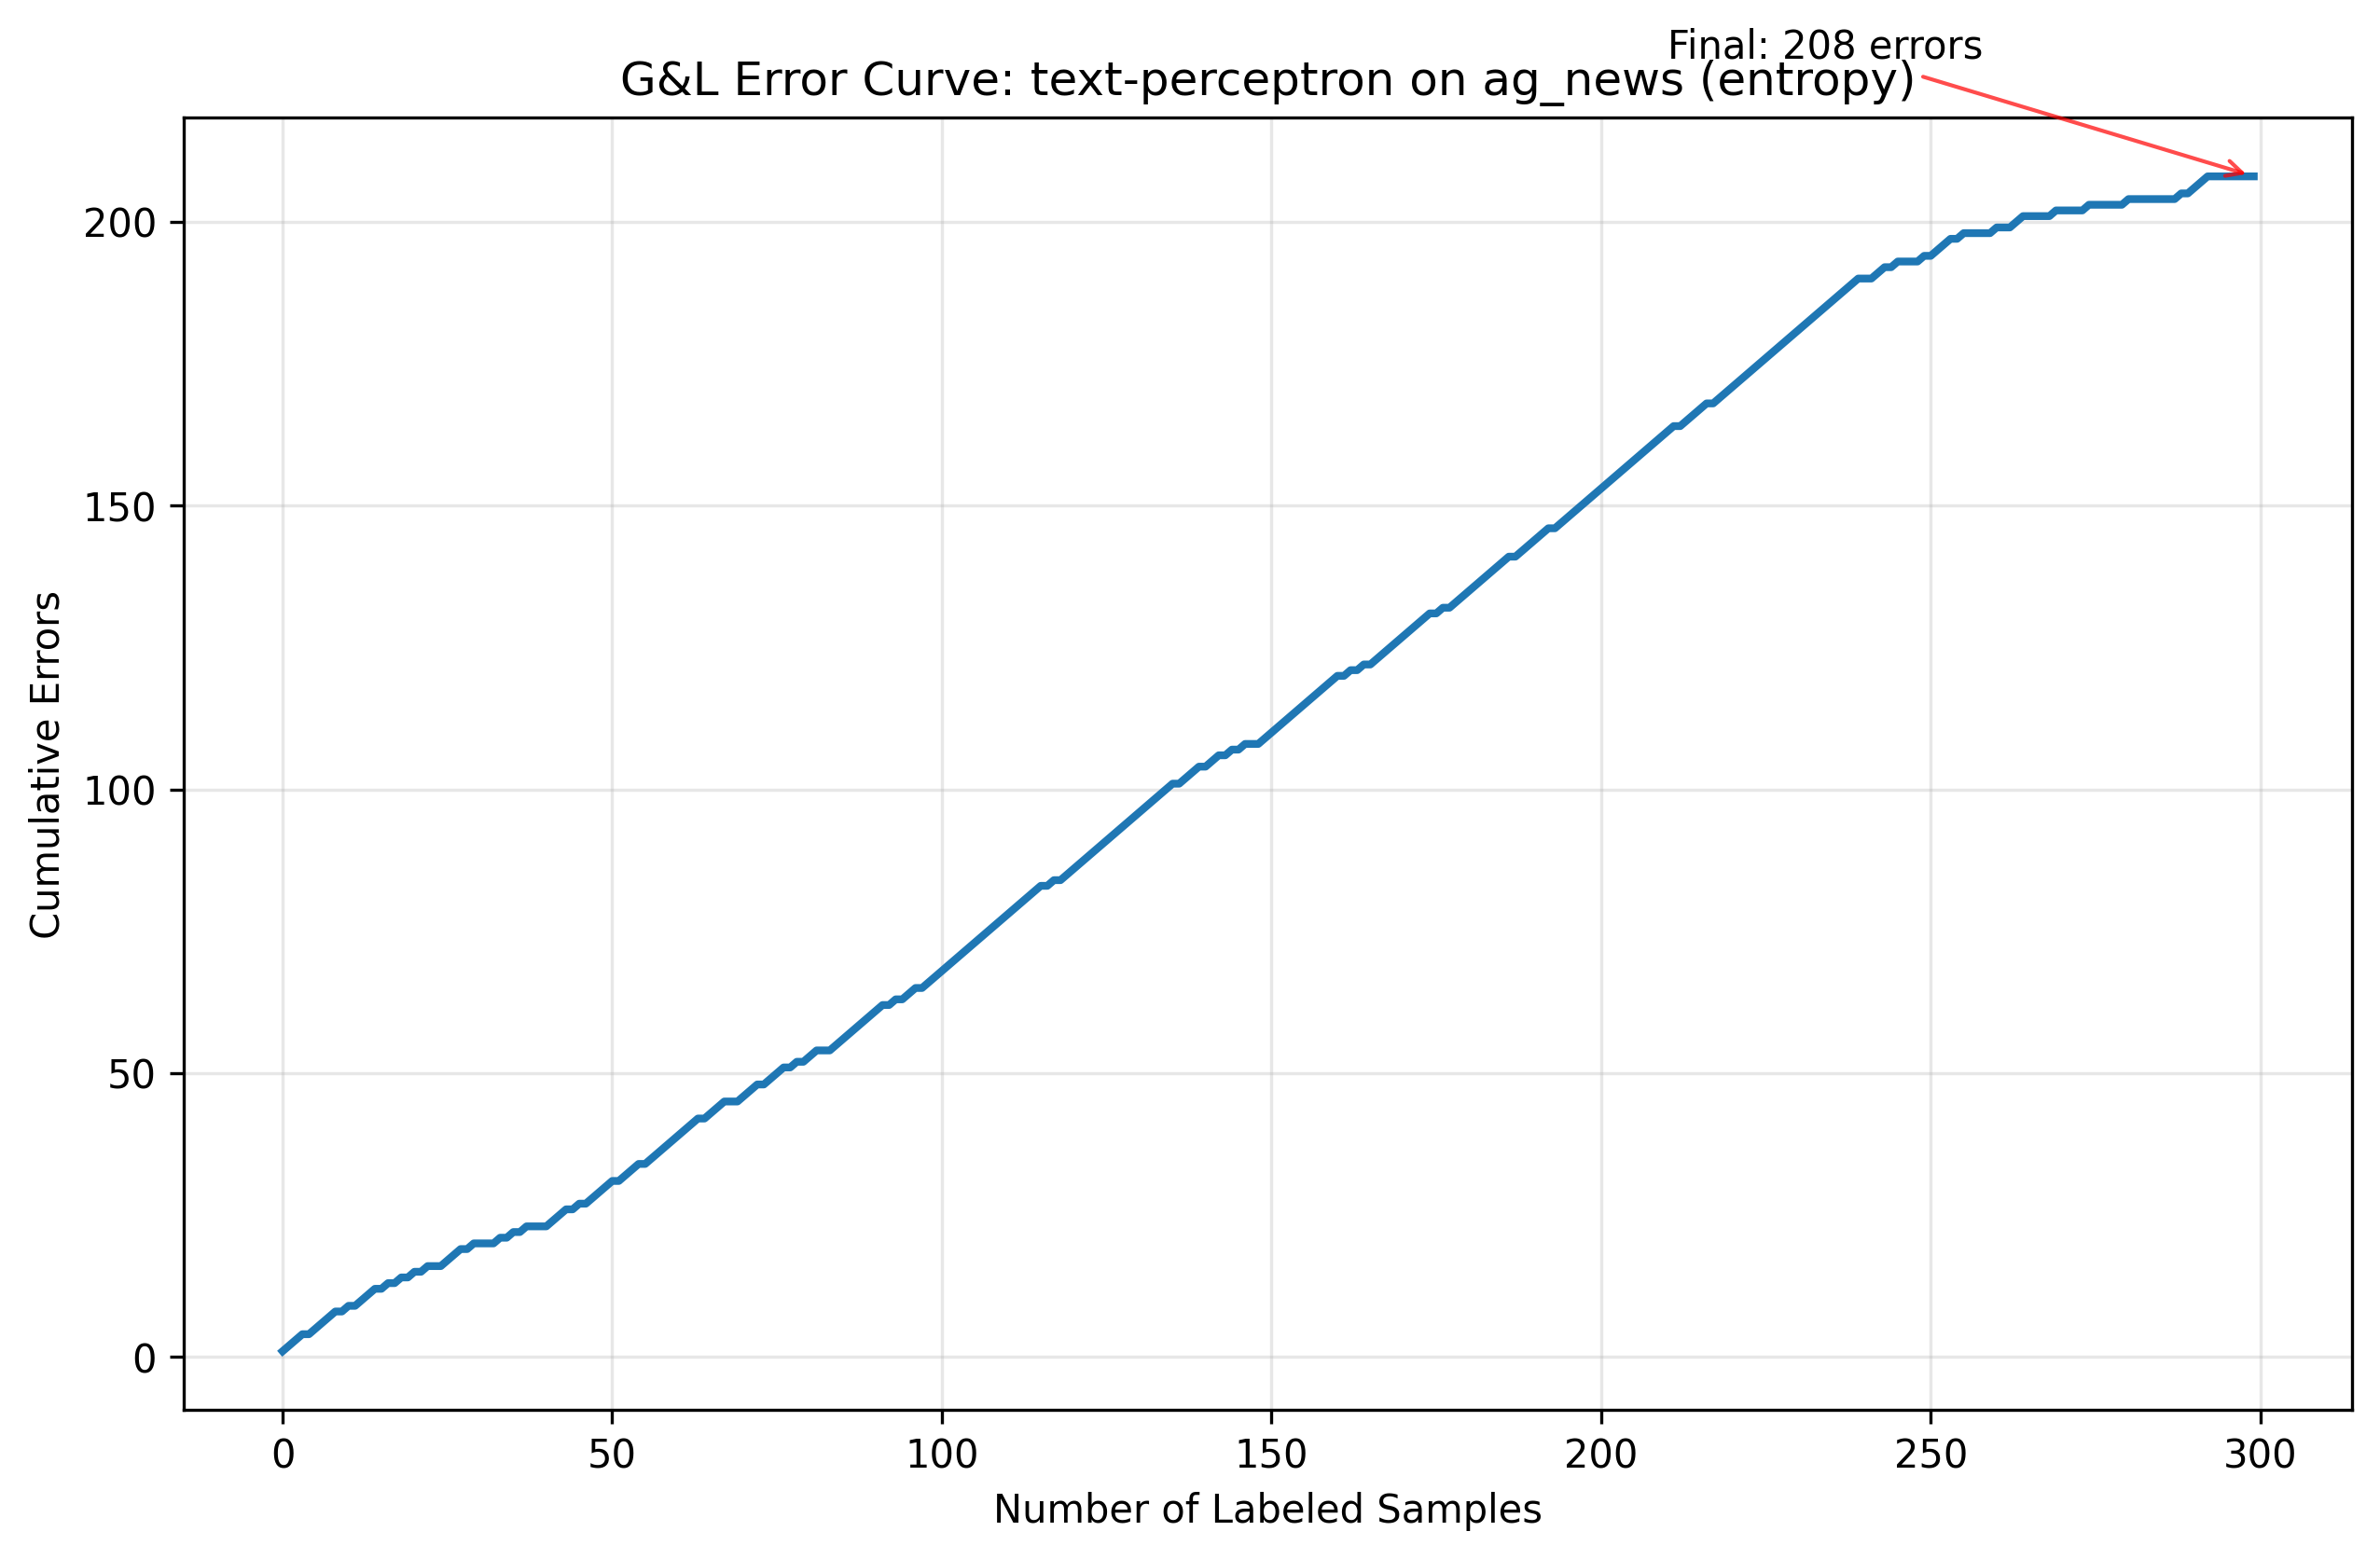 Final: 208 errors
G&L Error Curve: text-perceptron on ag_news (entropy)
Cumulative Errors
200
150
100
50
0
0 50 100 150 200 250 300
Number of Labeled Samples